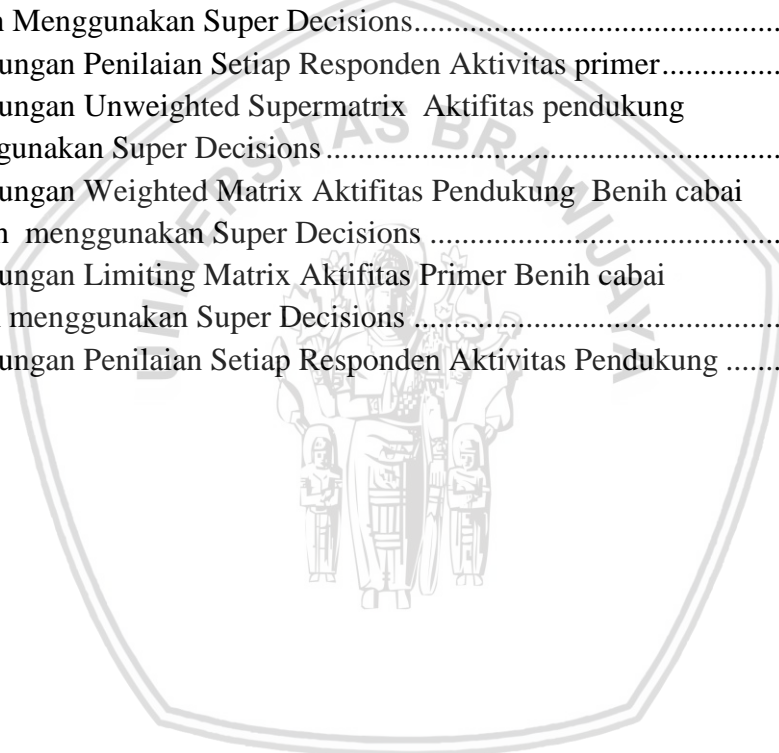 Menggunakan Super Decisions..............................................
ungan Penilaian Setiap Responden Aktivitas primer...............
ungan Unweighted Supermatrix Aktifitas pendukung
gunakan Super Decisions.........................................................
ungan Weighted Matrix Aktifitas Pendukung Benih cabai
menggunakan Super Decisions ............................................
ungan Limiting Matrix Aktifitas Primer Benih cabai
menggunakan Super Decisions ..............................................
ungan Penilaian Setiap Responden Aktivitas Pendukung .......
UNIVERSITAS BRAWIJAYA